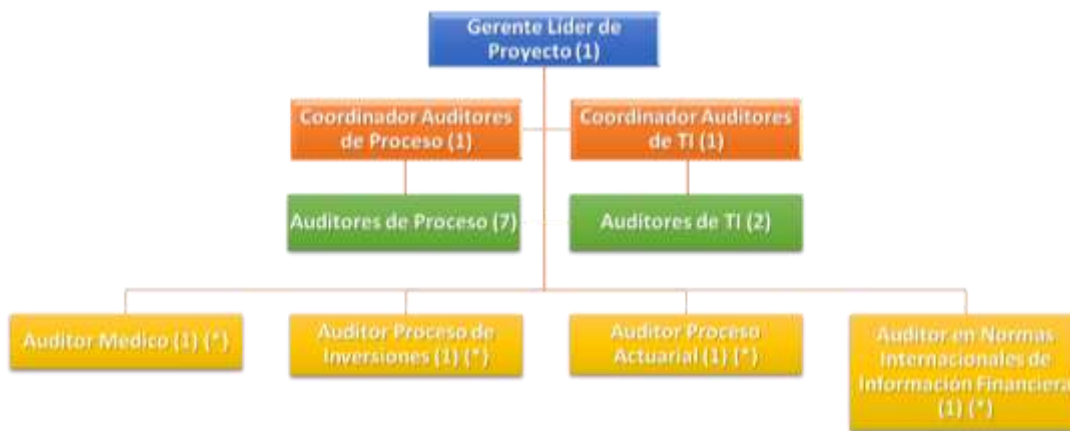 Gerente Líder de
Proyecto (1)
Coordinador Auditores
de Proceso (1)
Coordinador Auditores
de TI (1)
Auditores de Proceso (7)
Auditores de TI (2)
Auditor Médico (1) (*)
Auditor Proceso de
Inversiones (1) (*)
Auditor Proceso
Actuarial (1) (*)
Auditor en Normas
Internacionales de
Información Financiera
(1) (*)